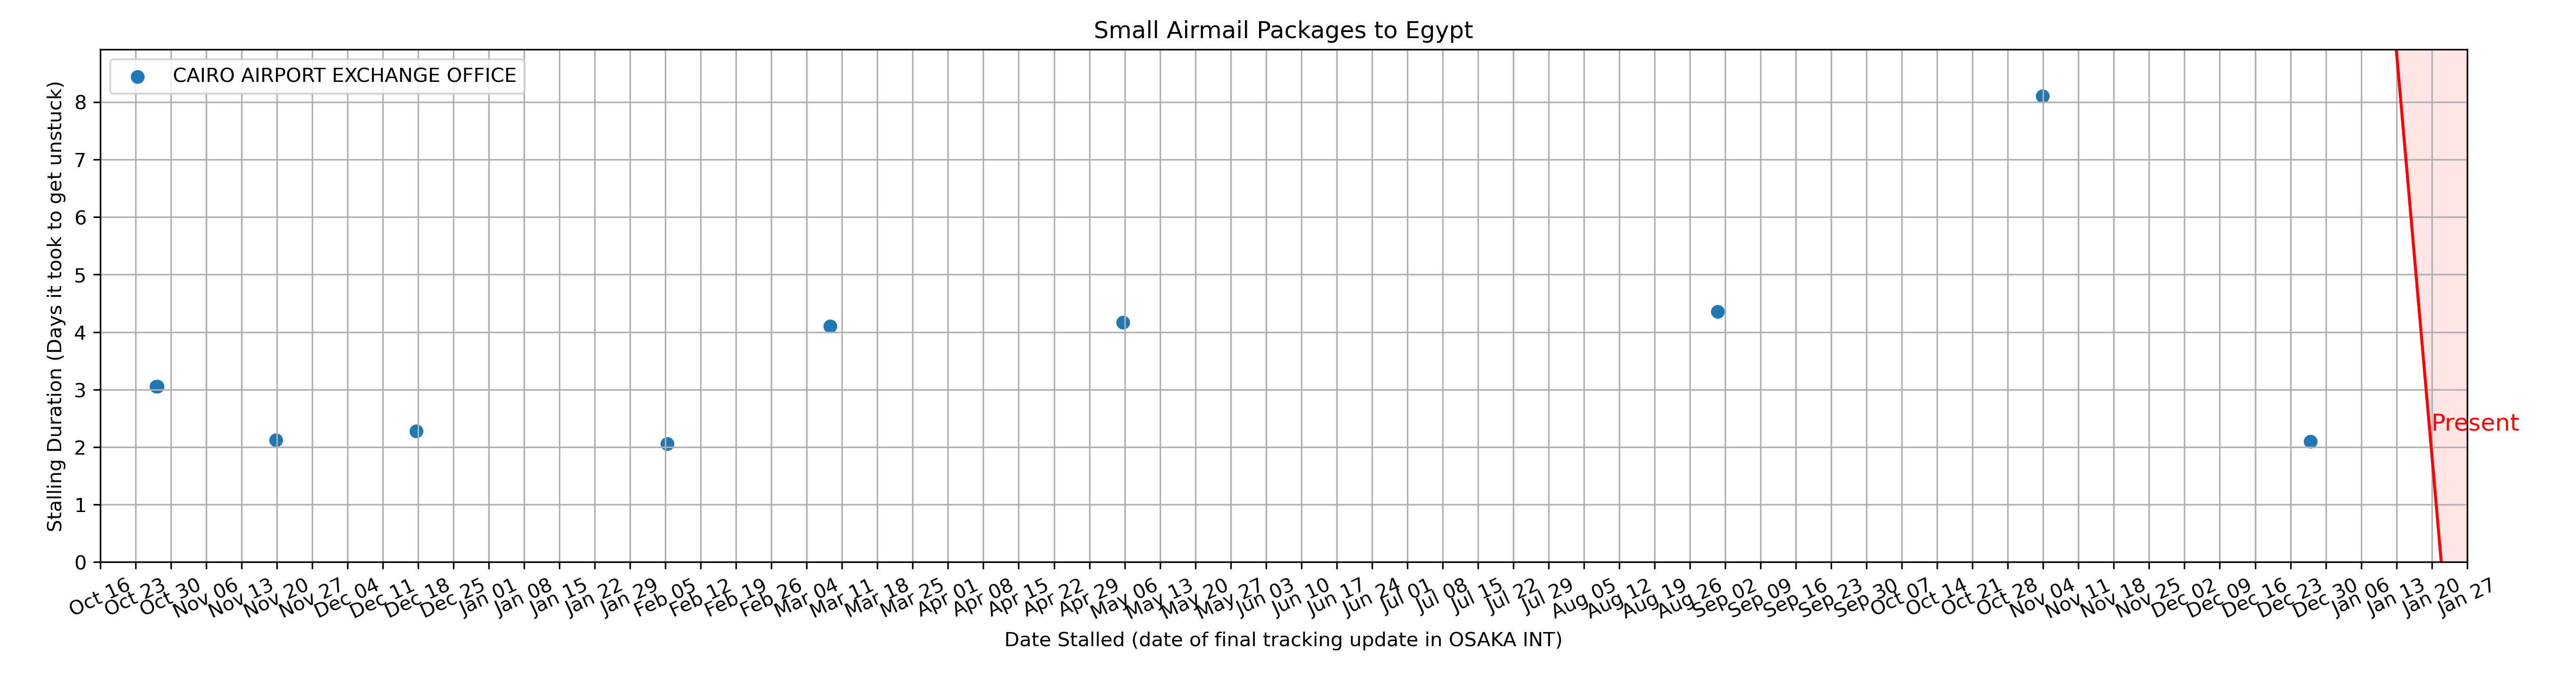 Small Airmail Packages to Egypt
CAIRO AIRPORT EXCHANGE OFFICE
Stalling Duration (Days it took to get unstuck)
8
7
6
5
4
3
2
1
0
Present
Oct 16
Oct 23
Oct 30
Nov 06
Nov 13
Nov 20
Nov 27
Dec 04
Dec 11
Dec 18
Dec 25
Jan 01
Jan 08
Jan 15
Jan 22
Jan 29
Feb 05
Feb 12
Feb 19
Feb 26
Mar 04
Mar 11
Mar 18
Mar 25
Apr 01
Apr 08
Apr 15
Apr 22
Apr 29
May 06
May 13
May 20
May 27
Jun 03
Jun 10
Jun 17
Jun 24
Jul 01
Jul 08
Jul 15
Jul 22
Jul 29
Aug 05
Aug 12
Aug 19
Aug 26
Sep 02
Sep 09
Sep 16
Sep 23
Sep 30
Oct 07
Oct 14
Oct 21
Oct 28
Nov 04
Nov 11
Nov 18
Nov 25
Dec 02
Dec 09
Dec 16
Dec 23
Dec 30
Jan 06
Jan 13
Jan 20
Jan 27
Date Stalled (date of final tracking update in OSAKA INT)